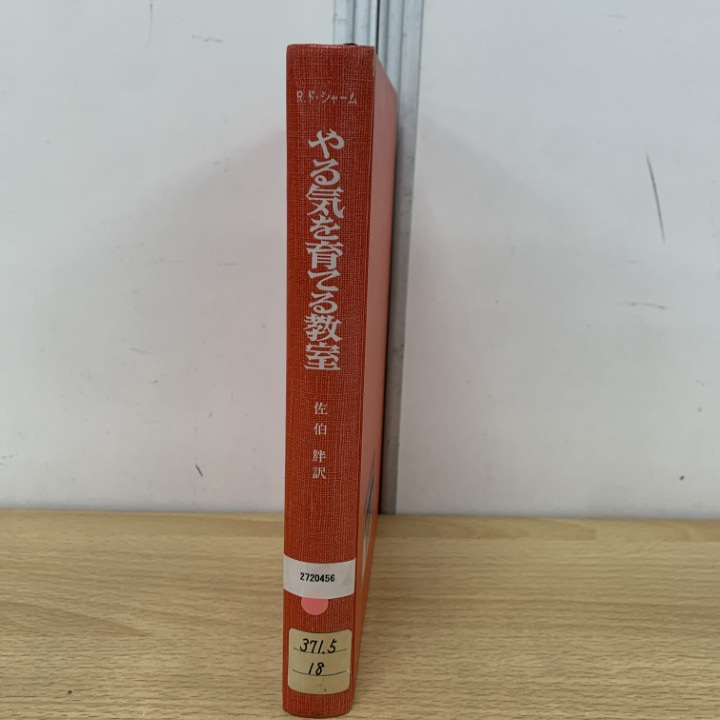 R.ド・シャーム
やる気を育てる教室
佐伯 胖 訳
2720456
371.5
18